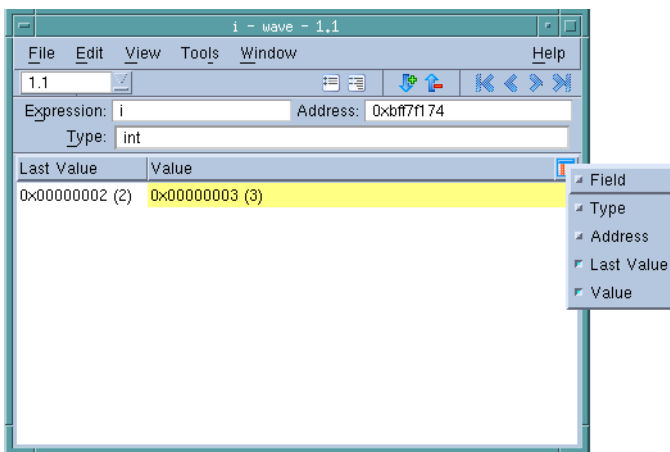 i - wave - 1.1
File Edit View Tools Window Help
1.1
Expression: i Address: 0xbff7f174
Type: int
Last Value Value
0x00000002 (2) 0x00000003 (3)
Field
Type
Address
Last Value
Value